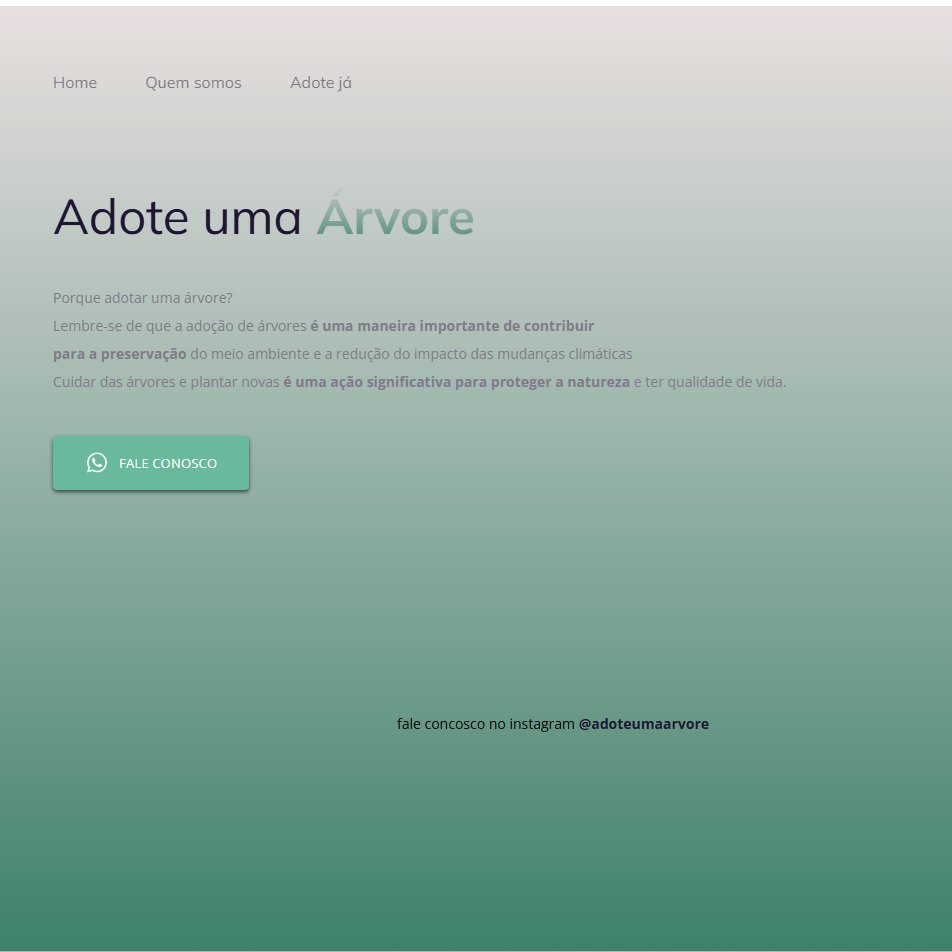 Home Quem somos Adote já
Adote uma Árvore
Porque adotar uma árvore?
Lembre-se de que a adoção de árvores é uma maneira importante de contribuir
para a preservação do meio ambiente e a redução do impacto das mudanças climáticas
Cuidar das árvores e plantar novas é uma ação significativa para proteger a natureza e ter qualidade de vida.
FALE CONOSCO
fale concosco no instagram @adoteumaarvore